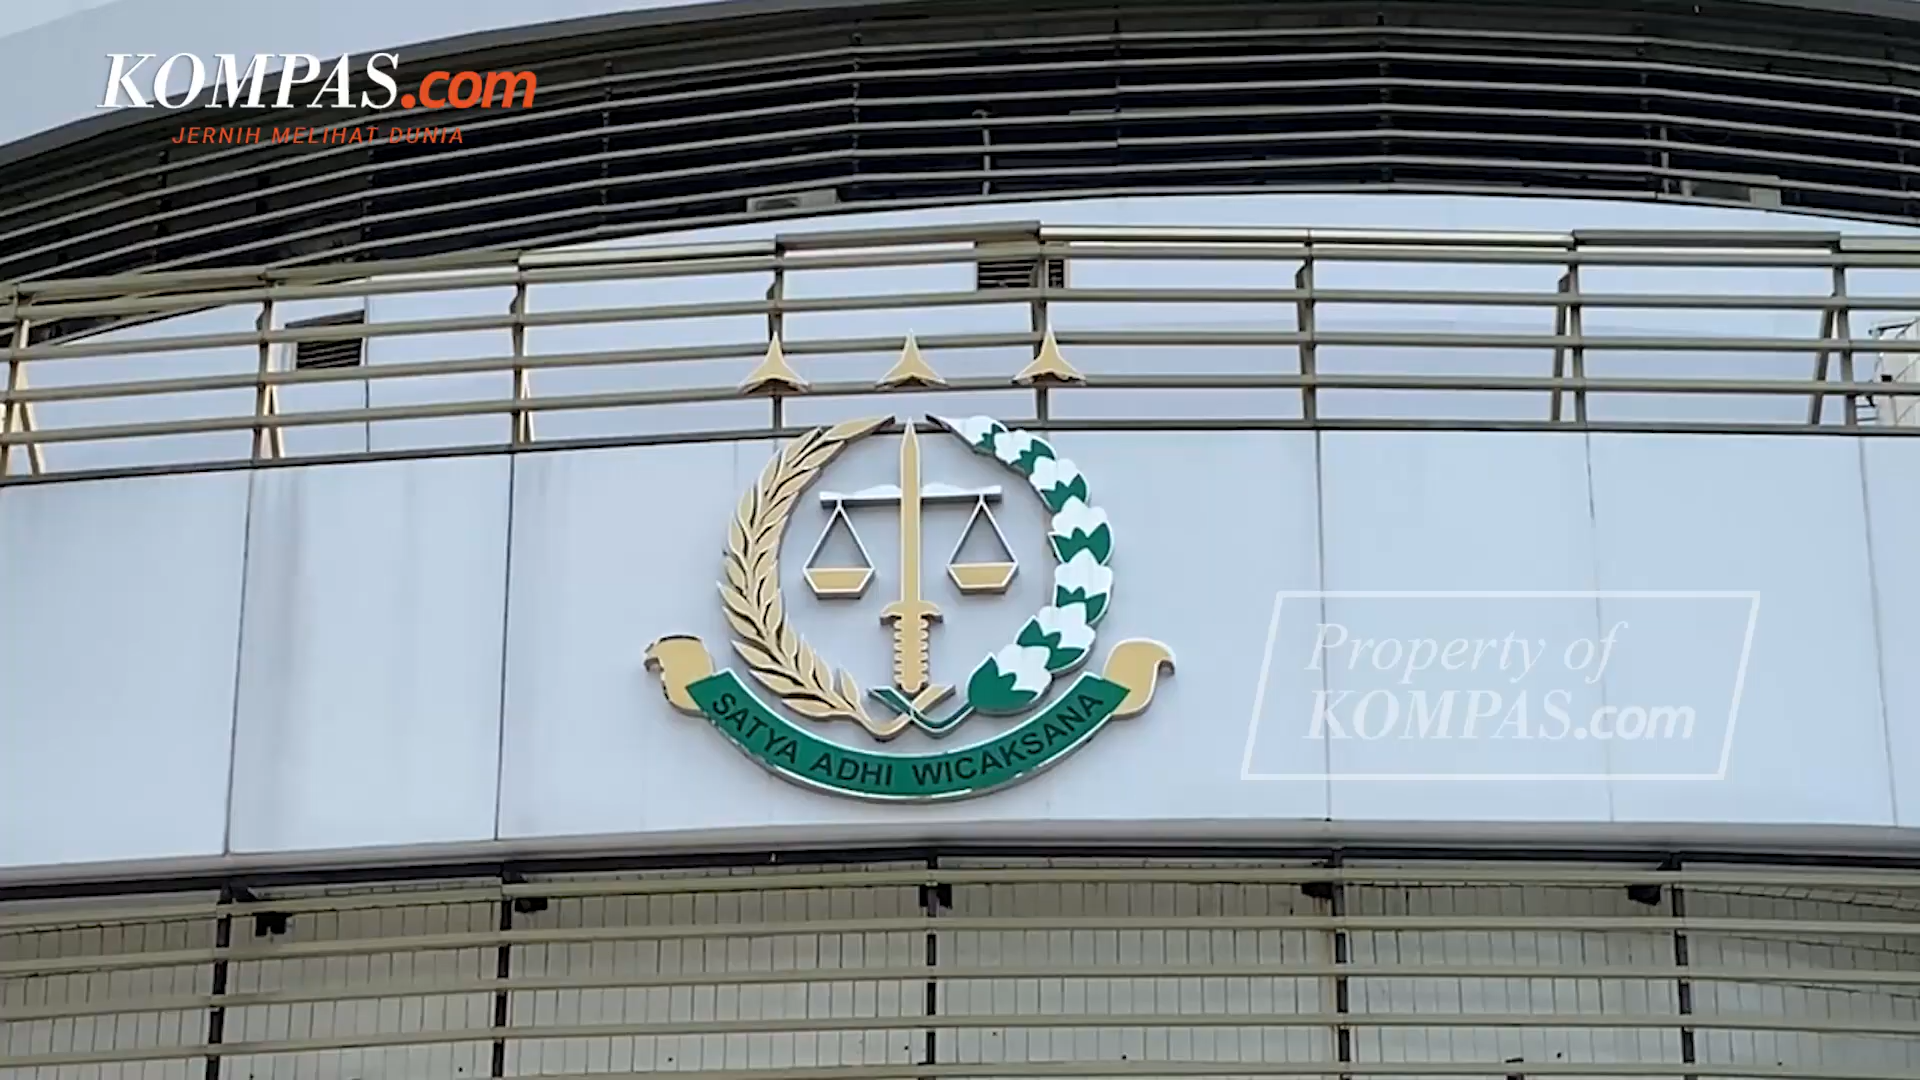 KOMPAS.com
JERNIH MELIHAT DUNIA
SATYA ADHI WICAKSANA
Property of
KOMPAS.com